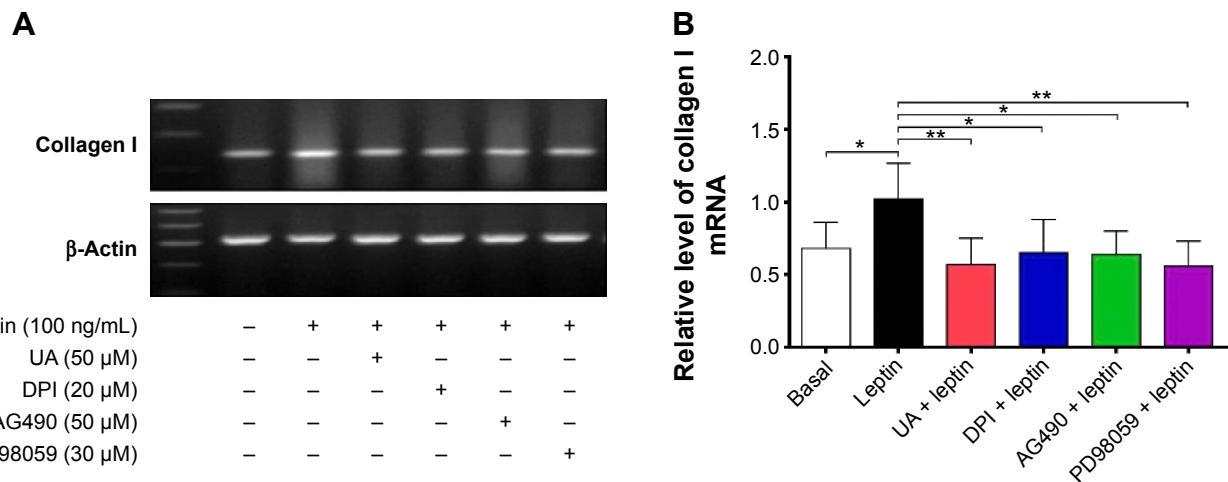 A
Collagen I
β-Actin
in (100 ng/mL) – + + + + +
UA (50 μM) – – + – – –
DPI (20 μM) – – – + – –
AG490 (50 μM) – – – – + –
98059 (30 μM) – – – – – +
B
Relative level of collagen I
mRNA
2.0
1.5
1.0
0.5
0.0
*
**
*
*
**
Basal
Leptin
UA + leptin
DPI + leptin
AG490 + leptin
PD98059 + leptin